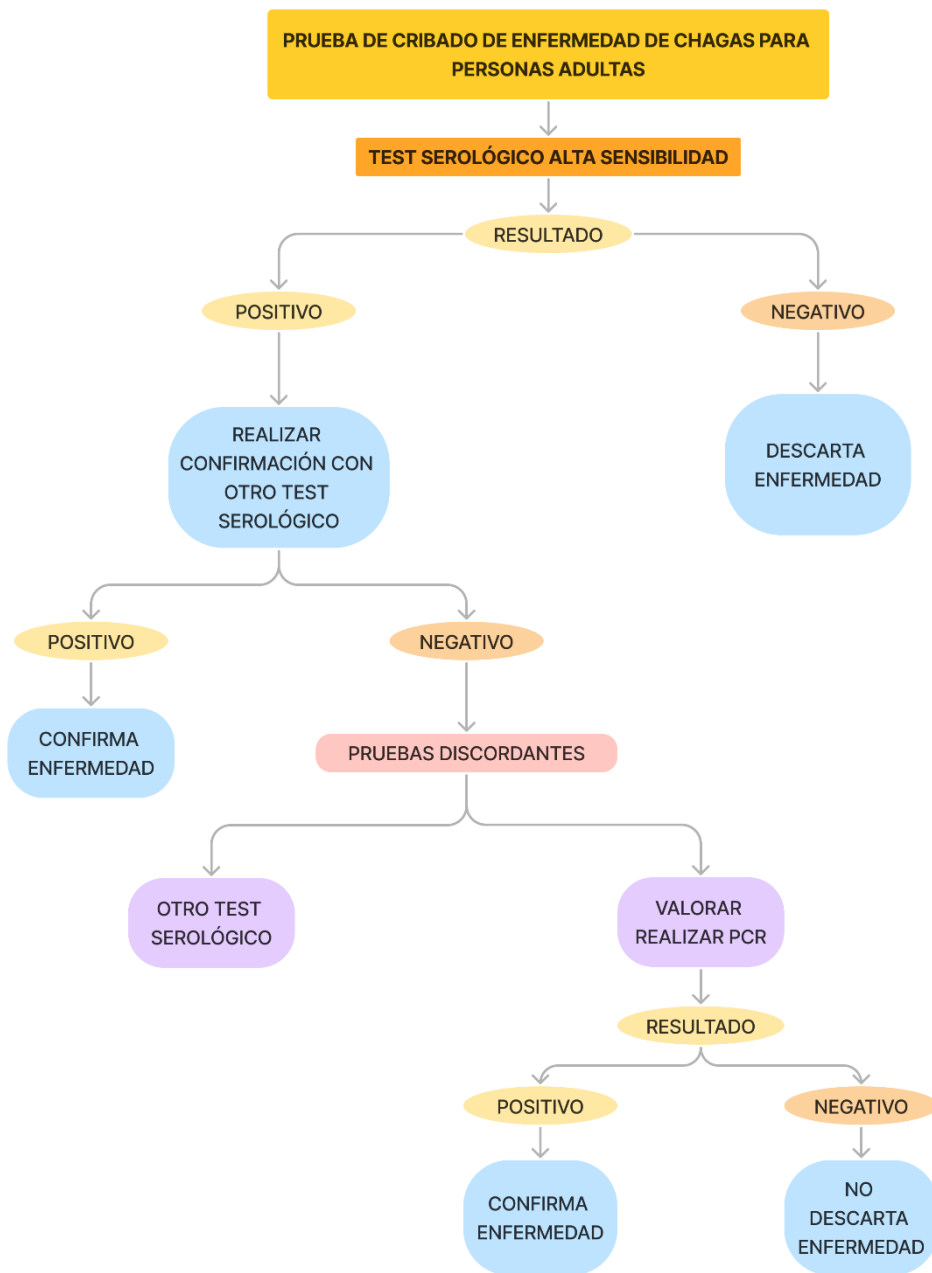 PRUEBA DE CRIBADO DE ENFERMEDAD DE CHAGAS PARA
PERSONAS ADULTAS
TEST SEROLÓGICO ALTA SENSIBILIDAD
RESULTADO
POSITIVO
NEGATIVO
REALIZAR
CONFIRMACIÓN CON
OTRO TEST
SEROLÓGICO
DESCARTA
ENFERMEDAD
POSITIVO
NEGATIVO
CONFIRMA
ENFERMEDAD
PRUEBAS DISCORDANTES
OTRO TEST
SEROLÓGICO
VALORAR
REALIZAR PCR
RESULTADO
POSITIVO
NEGATIVO
CONFIRMA
ENFERMEDAD
NO
DESCARTA
ENFERMEDAD